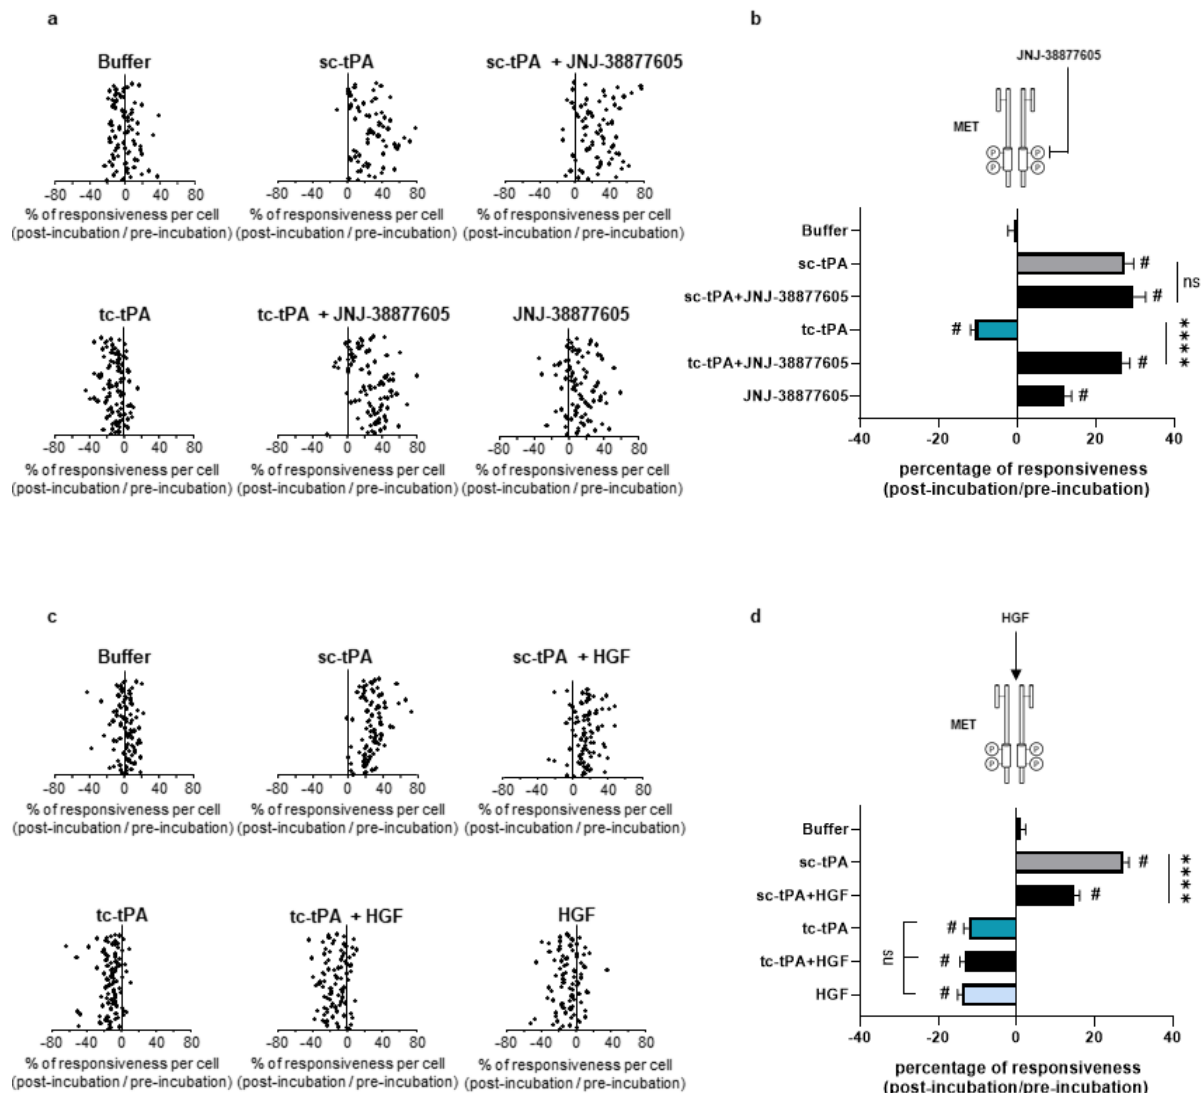 a
Buffer
sc-tPA
sc-tPA + JNJ-38877605
-80 -40 0 40 80
-80 -40 0 40 80
-80 -40 0 40 80
% of responsiveness per cell
(post-incubation / pre-incubation)
% of responsiveness per cell
(post-incubation / pre-incubation)
% of responsiveness per cell
(post-incubation / pre-incubation)
tc-tPA
tc-tPA + JNJ-38877605
JNJ-38877605
-80 -40 0 40 80
-80 -40 0 40 80
-80 -40 0 40 80
% of responsiveness per cell
(post-incubation / pre-incubation)
% of responsiveness per cell
(post-incubation / pre-incubation)
% of responsiveness per cell
(post-incubation / pre-incubation)
b
JNJ-38877605
MET
P P
P P
Buffer
sc-tPA #
sc-tPA+JNJ-38877605 #
ns
tc-tPA #
tc-tPA+JNJ-38877605 #
****
JNJ-38877605 #
-40 -20 0 20 40
percentage of responsiveness
(post-incubation/pre-incubation)
c
Buffer
sc-tPA
sc-tPA + HGF
-80 -40 0 40 80
-80 -40 0 40 80
-80 -40 0 40 80
% of responsiveness per cell
(post-incubation / pre-incubation)
% of responsiveness per cell
(post-incubation / pre-incubation)
% of responsiveness per cell
(post-incubation / pre-incubation)
tc-tPA
tc-tPA + HGF
HGF
-80 -40 0 40 80
-80 -40 0 40 80
-80 -40 0 40 80
% of responsiveness per cell
(post-incubation / pre-incubation)
% of responsiveness per cell
(post-incubation / pre-incubation)
% of responsiveness per cell
(post-incubation / pre-incubation)
d
HGF
MET
P P
P P
Buffer
sc-tPA #
sc-tPA+HGF #
****
tc-tPA #
tc-tPA+HGF #
HGF #
ns
-40 -20 0 20 40
percentage of responsiveness
(post-incubation/pre-incubation)